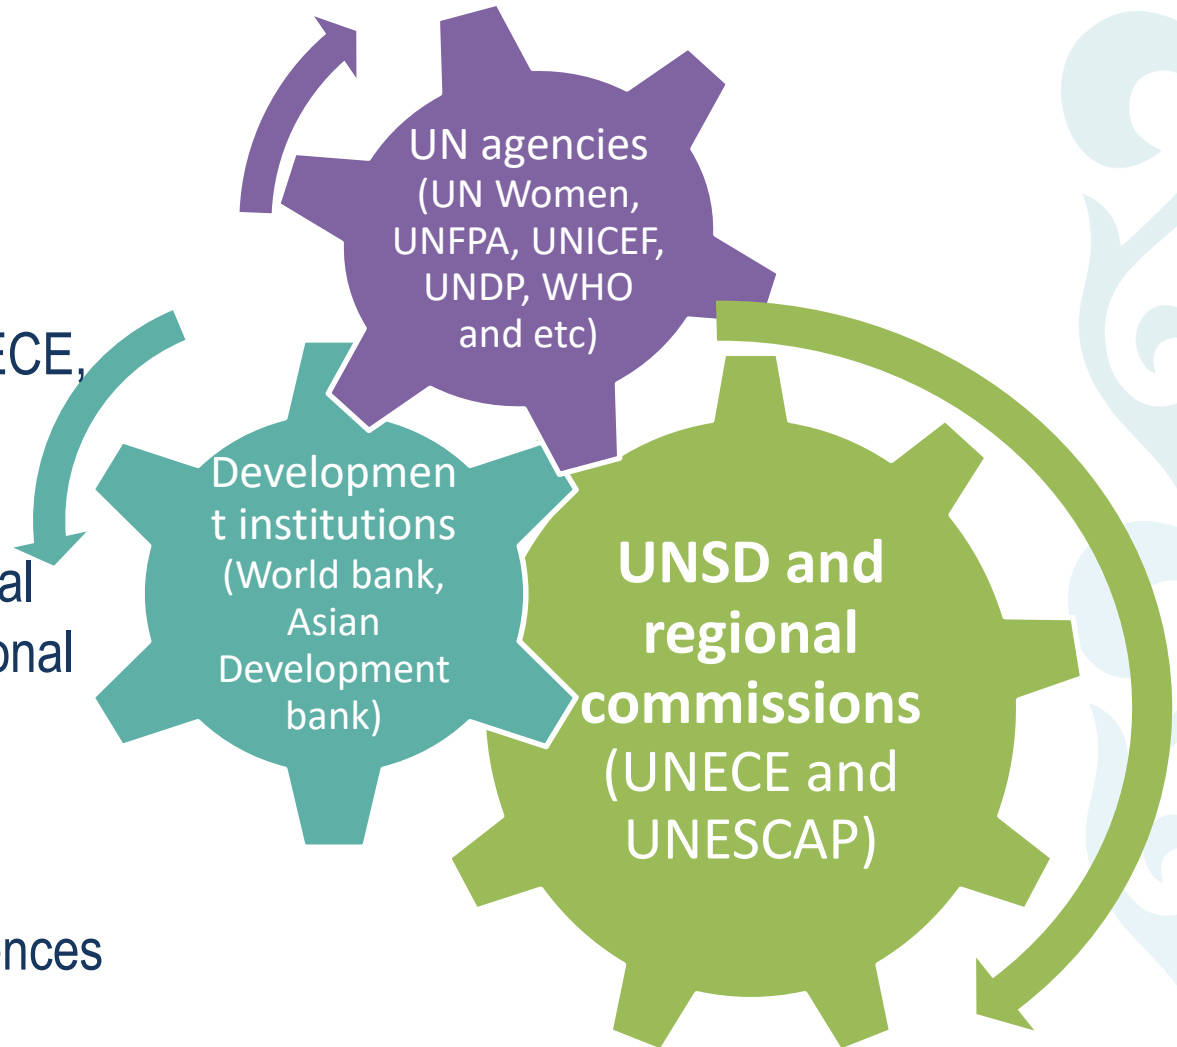 UN agencies
(UN Women,
UNFPA, UNICEF,
UNDP, WHO
and etc)
ECE,
Developmen
t institutions
(World bank,
Asian
Development
bank)
al
onal
UNSD and
regional
commissions
(UNECE and
UNESCAP)
ences